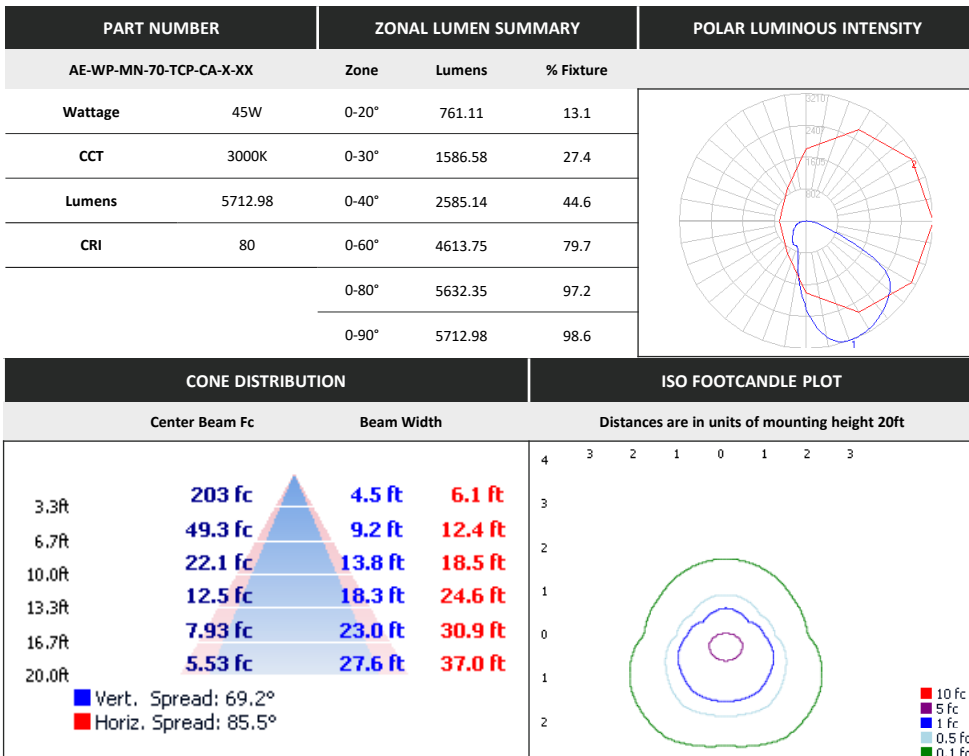 PART NUMBER
ZONAL LUMEN SUMMARY
POLAR LUMINOUS INTENSITY
AE-WP-MN-70-TCP-CA-X-XX
Zone Lumens % Fixture
Wattage 45W
0-20° 761.11 13.1
CCT 3000K
0-30° 1586.58 27.4
Lumens 5712.98
0-40° 2585.14 44.6
CRI 80
0-60° 4613.75 79.7
0-80° 5632.35 97.2
0-90° 5712.98 98.6
3210
2407
1605
802
2
1
CONE DISTRIBUTION
Center Beam Fc Beam Width
3.3ft 203 fc 4.5 ft 6.1 ft
6.7ft 49.3 fc 9.2 ft 12.4 ft
10.0ft 22.1 fc 13.8 ft 18.5 ft
13.3ft 12.5 fc 18.3 ft 24.6 ft
16.7ft 7.93 fc 23.0 ft 30.9 ft
20.0ft 5.53 fc 27.6 ft 37.0 ft
Vert. Spread: 69.2°
Horiz. Spread: 85.5°
ISO FOOTCANDLE PLOT
Distances are in units of mounting height 20ft
4 3 2 1 0 1 2 3
3
2
1
0
1
2
10 fc
5 fc
1 fc
0.5 fc
0.1 fc